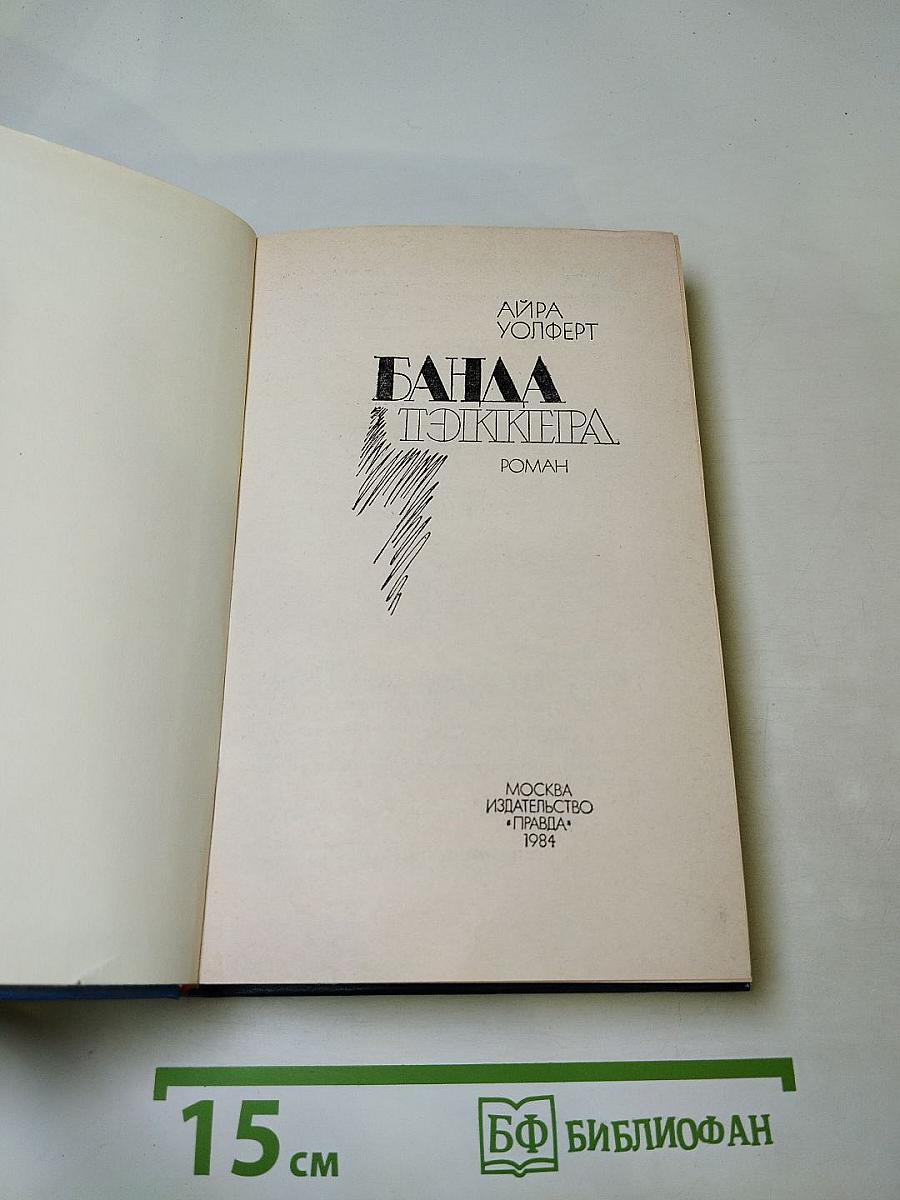 АЙРА
УОЛФЕРТ
БАНДА
ТЭККЕРА
РОМАН
МОСКВА
ИЗДАТЕЛЬСТВО
«ПРАВДА»
1984
15 см
БФ БИБЛИОФАН